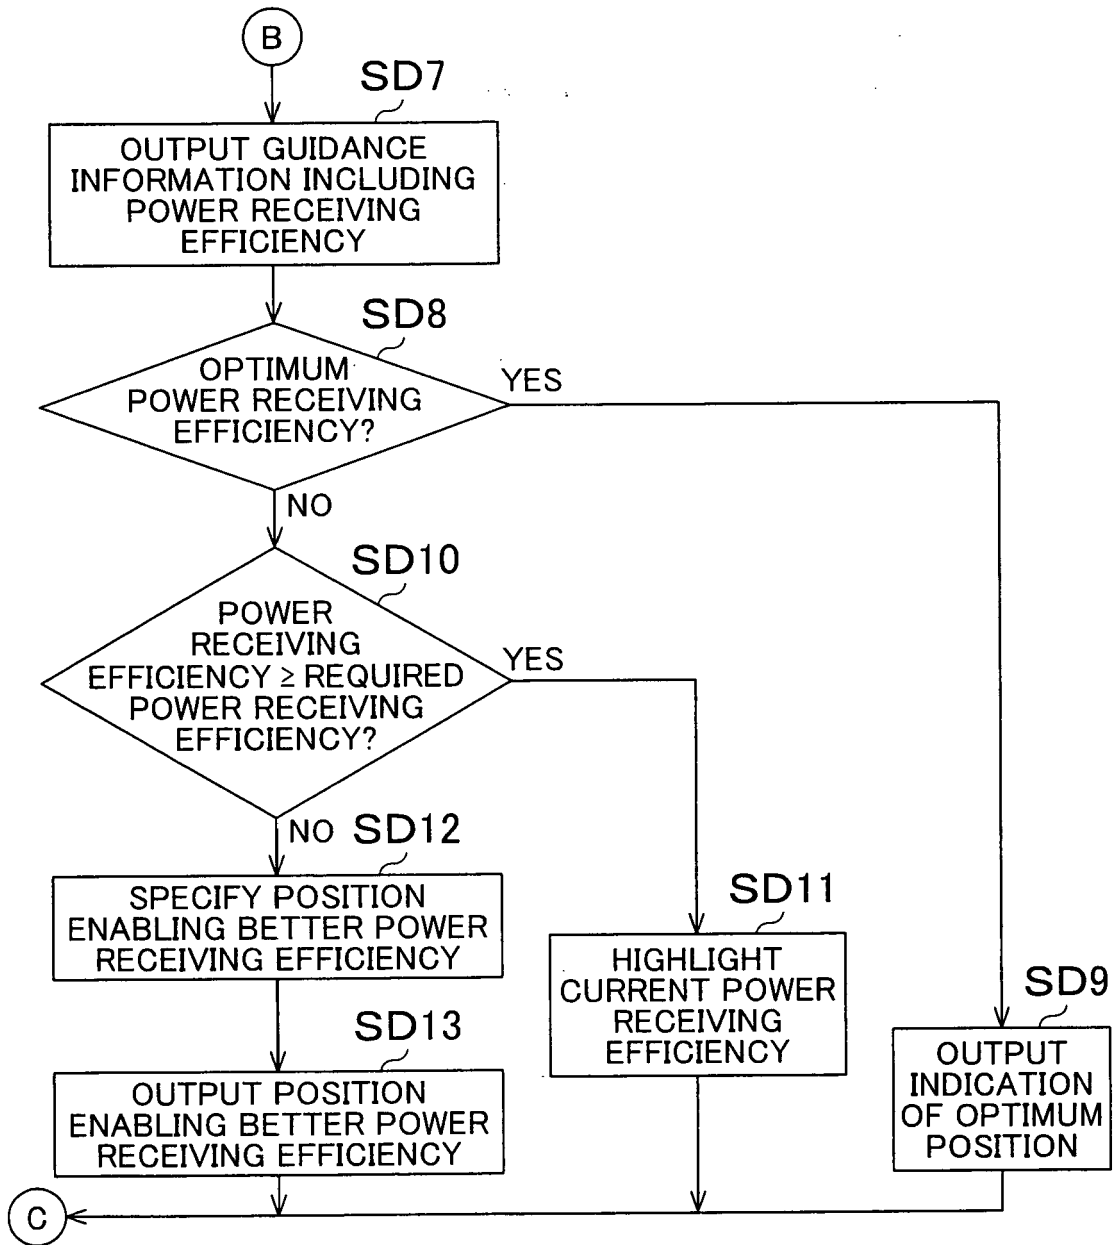 B
SD7
OUTPUT GUIDANCE
INFORMATION INCLUDING
POWER RECEIVING
EFFICIENCY
SD8
OPTIMUM
POWER RECEIVING
EFFICIENCY?
YES
NO
SD10
POWER
RECEIVING
EFFICIENCY ≥ REQUIRED
POWER RECEIVING
EFFICIENCY?
YES
NO
SD12
SPECIFY POSITION
ENABLING BETTER POWER
RECEIVING EFFICIENCY
SD11
HIGHLIGHT
CURRENT POWER
RECEIVING
EFFICIENCY
SD9
OUTPUT
INDICATION
OF OPTIMUM
POSITION
SD13
OUTPUT POSITION
ENABLING BETTER POWER
RECEIVING EFFICIENCY
C